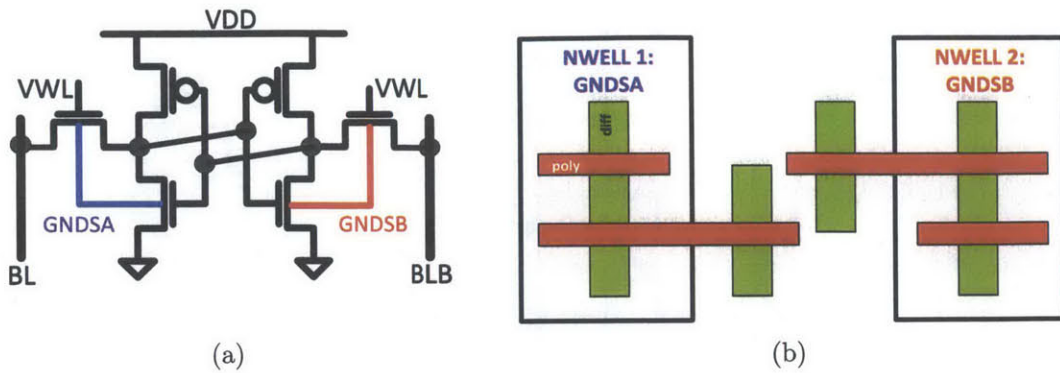 VDD
VWL
VWL
GNDSA
GNDSB
BL
BLB
(a)
NWELL 1:
GNDSA
NWELL 2:
GNDSB
diff
poly
(b)